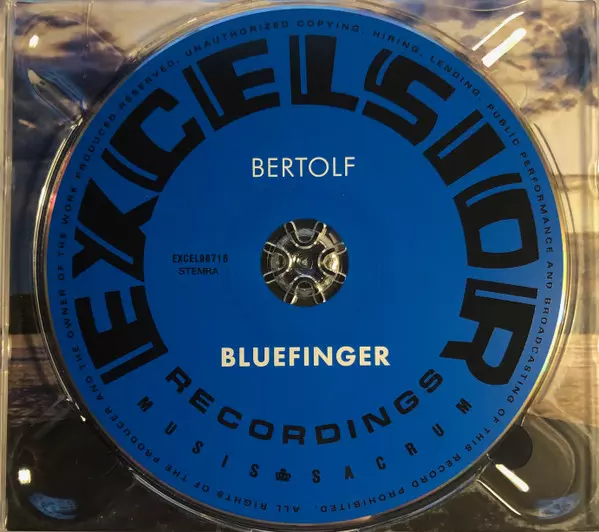 ALL RIGHTS OF THE PRODUCER AND THE OWNER OF THE WORK PRODUCED RESERVED. UNAUTHORIZED COPYING, HIRING, LENDING, PUBLIC PERFORMANCE AND BROADCASTING OF THIS RECORD PROHIBITED.
EXCELSIOR
BERTOLF
EXCEL96716
STEMRA
BLUEFINGER
RECORDINGS
MUSIS SACRUM